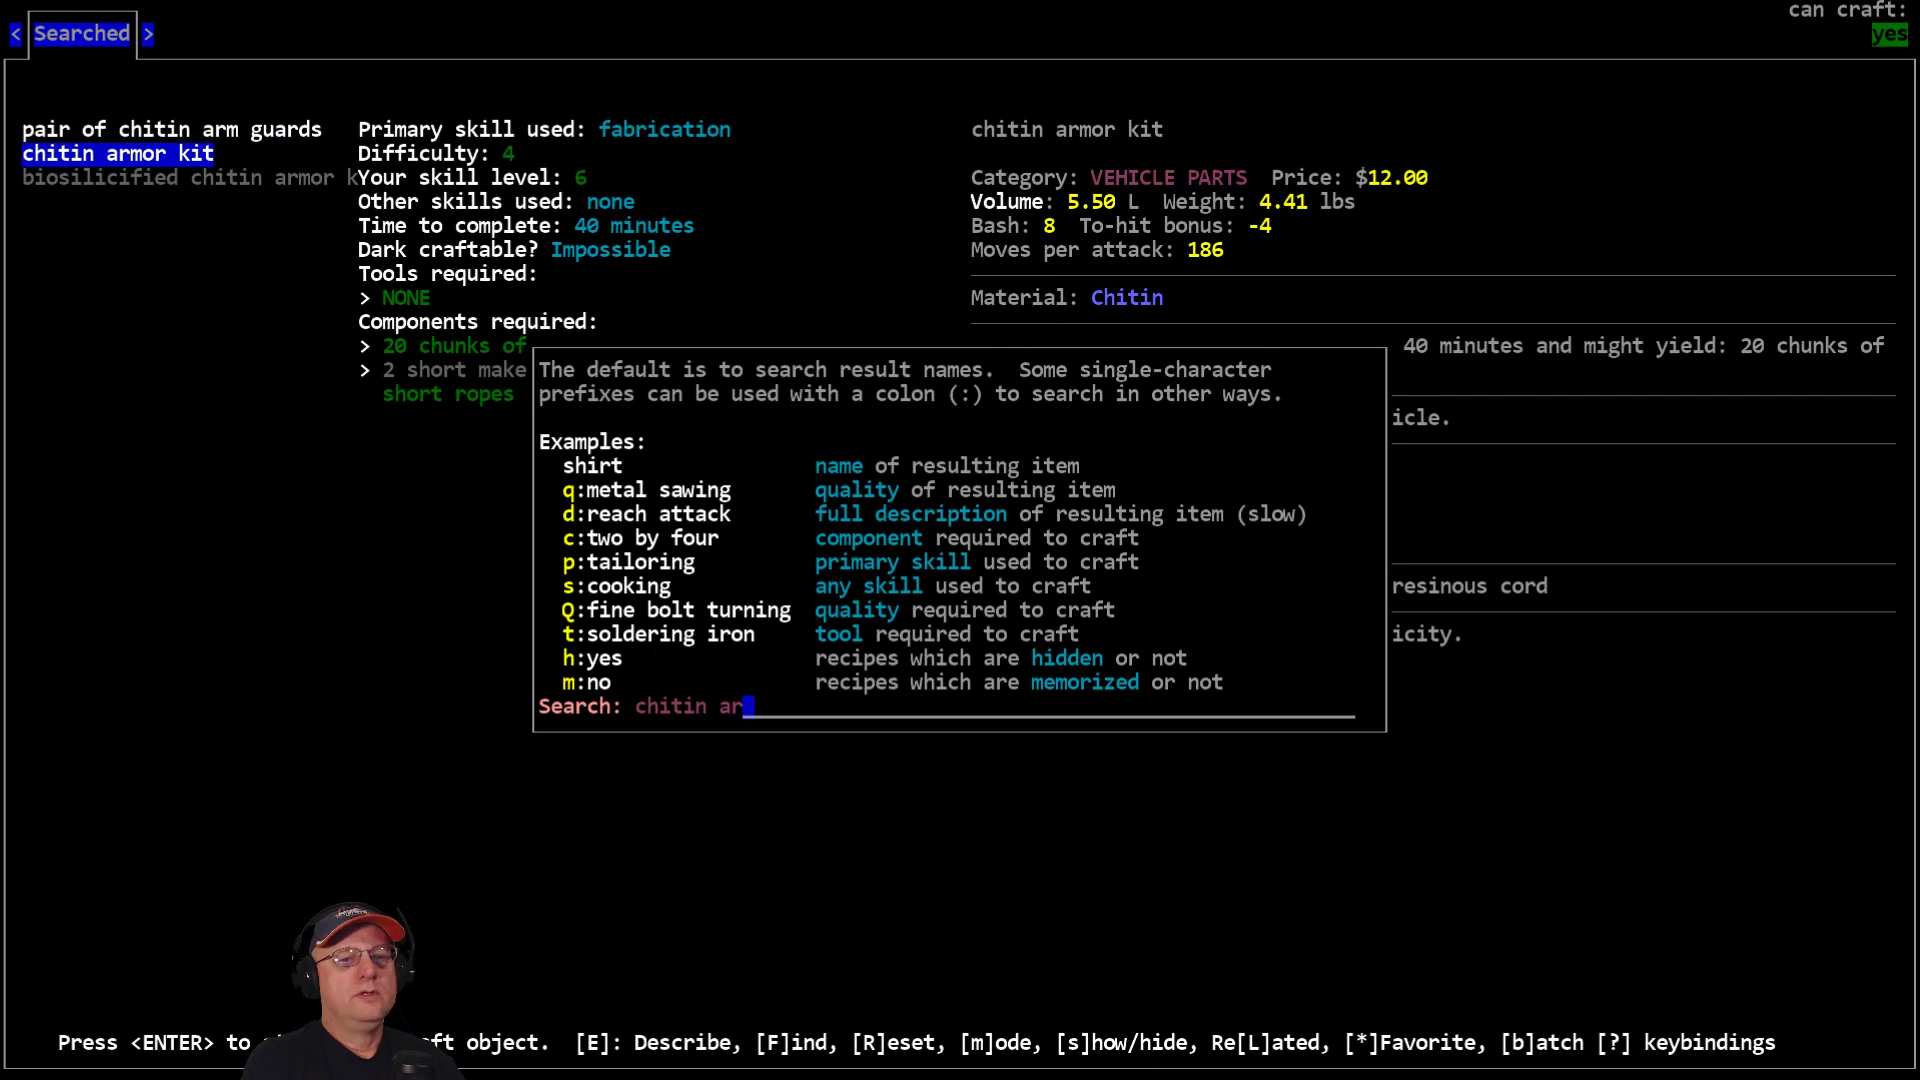 can craft:
< Searched >
yes
pair of chitin arm guards
chitin armor kit
biosilicified chitin armor k
Primary skill used: fabrication
Difficulty: 4
Your skill level: 6
Other skills used: none
Time to complete: 40 minutes
Dark craftable? Impossible
Tools required:
> NONE
Components required:
> 20 chunks of
> 2 short make
short ropes
chitin armor kit
Category: VEHICLE PARTS Price: $12.00
Volume: 5.50 L Weight: 4.41 lbs
Bash: 8 To-hit bonus: -4
Moves per attack: 186
Material: Chitin
40 minutes and might yield: 20 chunks of
icle.
resinous cord
icity.
The default is to search result names. Some single-character
prefixes can be used with a colon (:) to search in other ways.
Examples:
shirt name of resulting item
q:metal sawing quality of resulting item
d:reach attack full description of resulting item (slow)
c:two by four component required to craft
p:tailoring primary skill used to craft
s:cooking any skill used to craft
Q:fine bolt turning quality required to craft
t:soldering iron tool required to craft
h:yes recipes which are hidden or not
m:no recipes which are memorized or not
Search: chitin ar
Press <ENTER> to object. [E]: Describe, [F]ind, [R]eset, [m]ode, [s]how/hide, Re[L]ated, [*]Favorite, [b]atch [?] keybindings